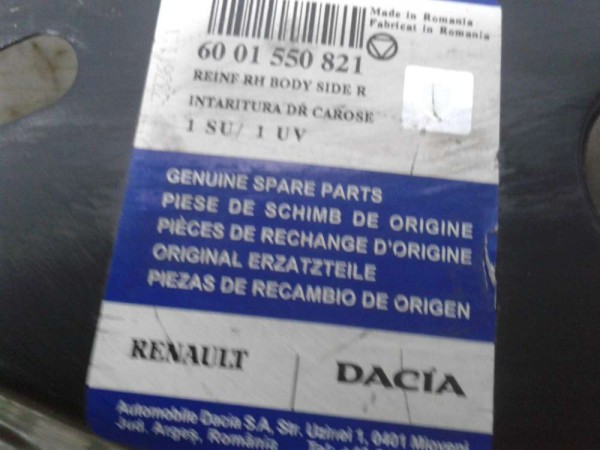 Made in Romania
Fabricat in Romania
60 01 550 821
REINF RH BODY SIDE R
INTARITURA DR CAROSE
1 SU/ 1 UV
GENUINE SPARE PARTS
PIESE DE SCHIMB DE ORIGINE
PIÈCES DE RECHANGE D'ORIGINE
ORIGINAL ERZATZTEILE
PIEZAS DE RECAMBIO DE ORIGEN
RENAULT DACIA
Automobile Dacia S.A, Str. Uzinei 1, 0401 Mioveni
Jud. Argeș, România